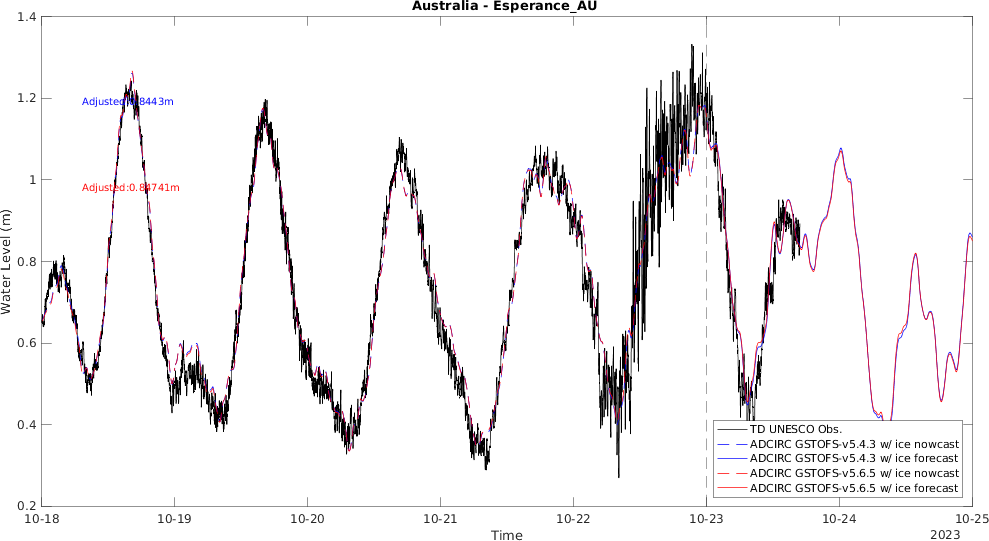 Australia - Esperance_AU
1.4
1.2
1
0.8
0.6
0.4
0.2
Water Level (m)
Adjusted:0.8443m
Adjusted:0.84741m
TD UNESCO Obs.
ADCIRC GSTOFS-v5.4.3 w/ ice nowcast
ADCIRC GSTOFS-v5.4.3 w/ ice forecast
ADCIRC GSTOFS-v5.6.5 w/ ice nowcast
ADCIRC GSTOFS-v5.6.5 w/ ice forecast
10-18 10-19 10-20 10-21 10-22 10-23 10-24 10-25
Time
2023